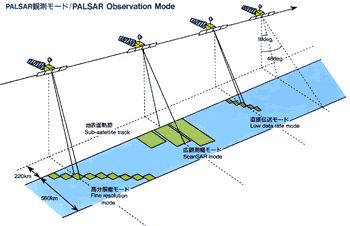 PALSAR観測モード/PALSAR Observation Mode
18deg.
48deg.
地表面軌跡
Sub-satellite track
直接伝送モード
Low data rate mode
広観測幅モード
ScanSAR mode
220km
560km
高分解能モード
Fine resolution
mode